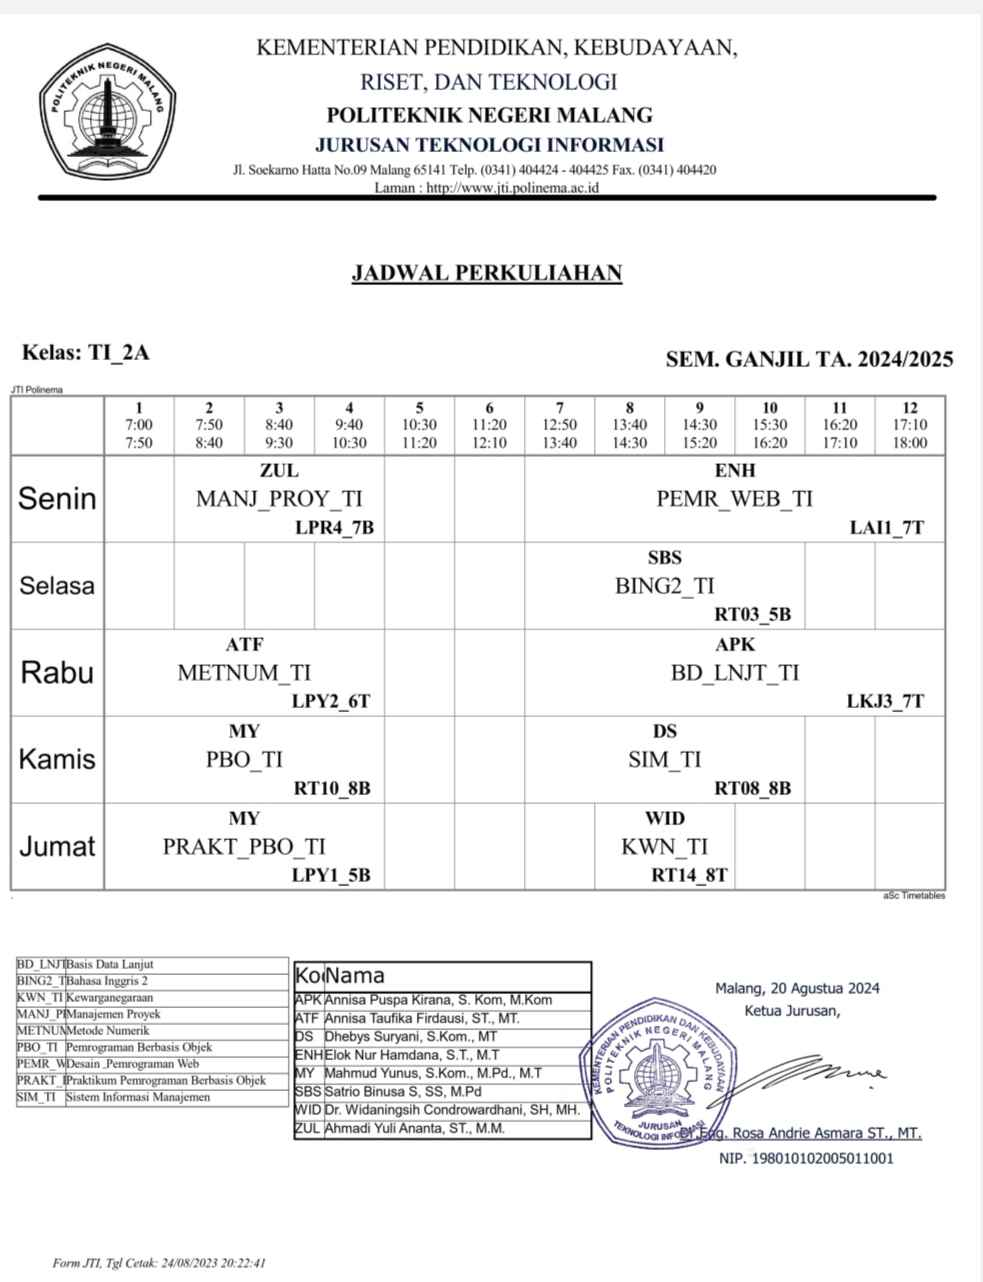 POLITEKNIK NEGERI MALANG
KEMENTERIAN PENDIDIKAN, KEBUDAYAAN,
RISET, DAN TEKNOLOGI
POLITEKNIK NEGERI MALANG
JURUSAN TEKNOLOGI INFORMASI
Jl. Soekarno Hatta No.09 Malang 65141 Telp. (0341) 404424 - 404425 Fax. (0341) 404420
Laman : http://www.jti.polinema.ac.id
JADWAL PERKULIAHAN
Kelas: TI_2A
SEM. GANJIL TA. 2024/2025
JTI Polinema
1 2 3 4 5 6 7 8 9 10 11 12
7:00 7:50 8:40 9:40 10:30 11:20 12:50 13:40 14:30 15:30 16:20 17:10
7:50 8:40 9:30 10:30 11:20 12:10 13:40 14:30 15:20 16:20 17:10 18:00
ZUL ENH
Senin MANJ_PROY_TI PEMR_WEB_TI
LPR4_7B LAI1_7T
SBS
Selasa BING2_TI
RT03_5B
ATF APK
Rabu METNUM_TI BD_LNJT_TI
LPY2_6T LKJ3_7T
MY DS
Kamis PBO_TI SIM_TI
RT10_8B RT08_8B
MY WID
Jumat PRAKT_PBO_TI KWN_TI
LPY1_5B RT14_8T
aSc Timetables
BD_LNJT Basis Data Lanjut
BING2_T Bahasa Inggris 2
KWN_TI Kewarganegaraan
MANJ_P Manajemen Proyek
METNUM Metode Numerik
PBO_TI Pemrograman Berbasis Objek
PEMR_W Desain _Pemrograman Web
PRAKT_ Praktikum Pemrograman Berbasis Objek
SIM_TI Sistem Informasi Manajemen
Ko Nama
APK Annisa Puspa Kirana, S. Kom, M.Kom
ATF Annisa Taufika Firdausi, ST., MT.
DS Dhebys Suryani, S.Kom., MT
ENH Elok Nur Hamdana, S.T., M.T
MY Mahmud Yunus, S.Kom., M.Pd., M.T
SBS Satrio Binusa S, SS, M.Pd
WID Dr. Widaningsih Condrowardhani, SH, MH.
ZUL Ahmadi Yuli Ananta, ST., M.M.
Malang, 20 Agustua 2024
Ketua Jurusan,
KEMENTERIAN PENDIDIKAN DAN KEBUDAYAAN
POLITEKNIK NEGERI MALANG
JURUSAN
TEKNOLOGI INFORMASI
Dr.Eng. Rosa Andrie Asmara ST., MT.
NIP. 198010102005011001
Form JTI, Tgl Cetak: 24/08/2023 20:22:41